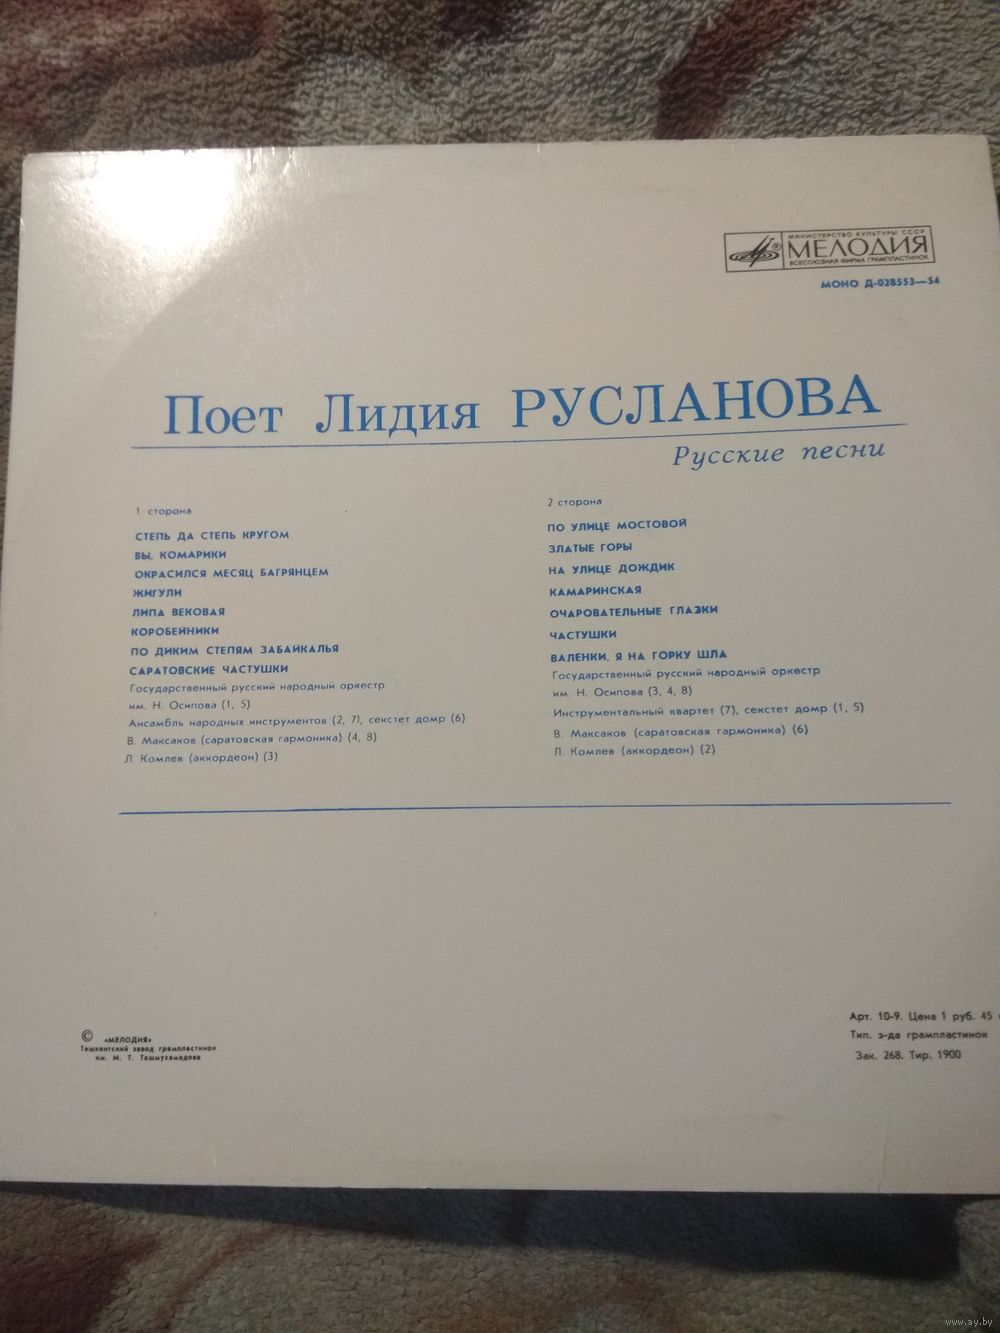 МИНИСТЕРСТВО КУЛЬТУРЫ СССР
МЕЛОДИЯ
ВСЕСОЮЗНАЯ ФИРМА ГРАМПЛАСТИНОК
МОНО Д-028553—54
Поет Лидия РУСЛАНОВА
Русские песни
1 сторона
СТЕПЬ ДА СТЕПЬ КРУГОМ
ВЫ, КОМАРИКИ
ОКРАСИЛСЯ МЕСЯЦ БАГРЯНЦЕМ
ЖИГУЛИ
ЛИПА ВЕКОВАЯ
КОРОБЕЙНИКИ
ПО ДИКИМ СТЕПЯМ ЗАБАЙКАЛЬЯ
САРАТОВСКИЕ ЧАСТУШКИ
Государственный русский народный оркестр
им. Н. Осипова (1, 5)
Ансамбль народных инструментов (2, 7), секстет домр (6)
В. Максаков (саратовская гармоника) (4, 8)
Л. Комлев (аккордеон) (3)
2 сторона
ПО УЛИЦЕ МОСТОВОЙ
ЗЛАТЫЕ ГОРЫ
НА УЛИЦЕ ДОЖДИК
КАМАРИНСКАЯ
ОЧАРОВАТЕЛЬНЫЕ ГЛАЗКИ
ЧАСТУШКИ
ВАЛЕНКИ, Я НА ГОРКУ ШЛА
Государственный русский народный оркестр
им. Н. Осипова (3, 4, 8)
Инструментальный квартет (7), секстет домр (1, 5)
В. Максаков (саратовская гармоника) (6)
Л. Комлев (аккордеон) (2)
© «МЕЛОДИЯ»
Ташкентский завод грампластинок
им. М. Т. Ташмухамедова
Арт. 10-9. Цена 1 руб. 45
Тип. з-да грампластинок
Зак. 268. Тир. 1900
www.ay.by